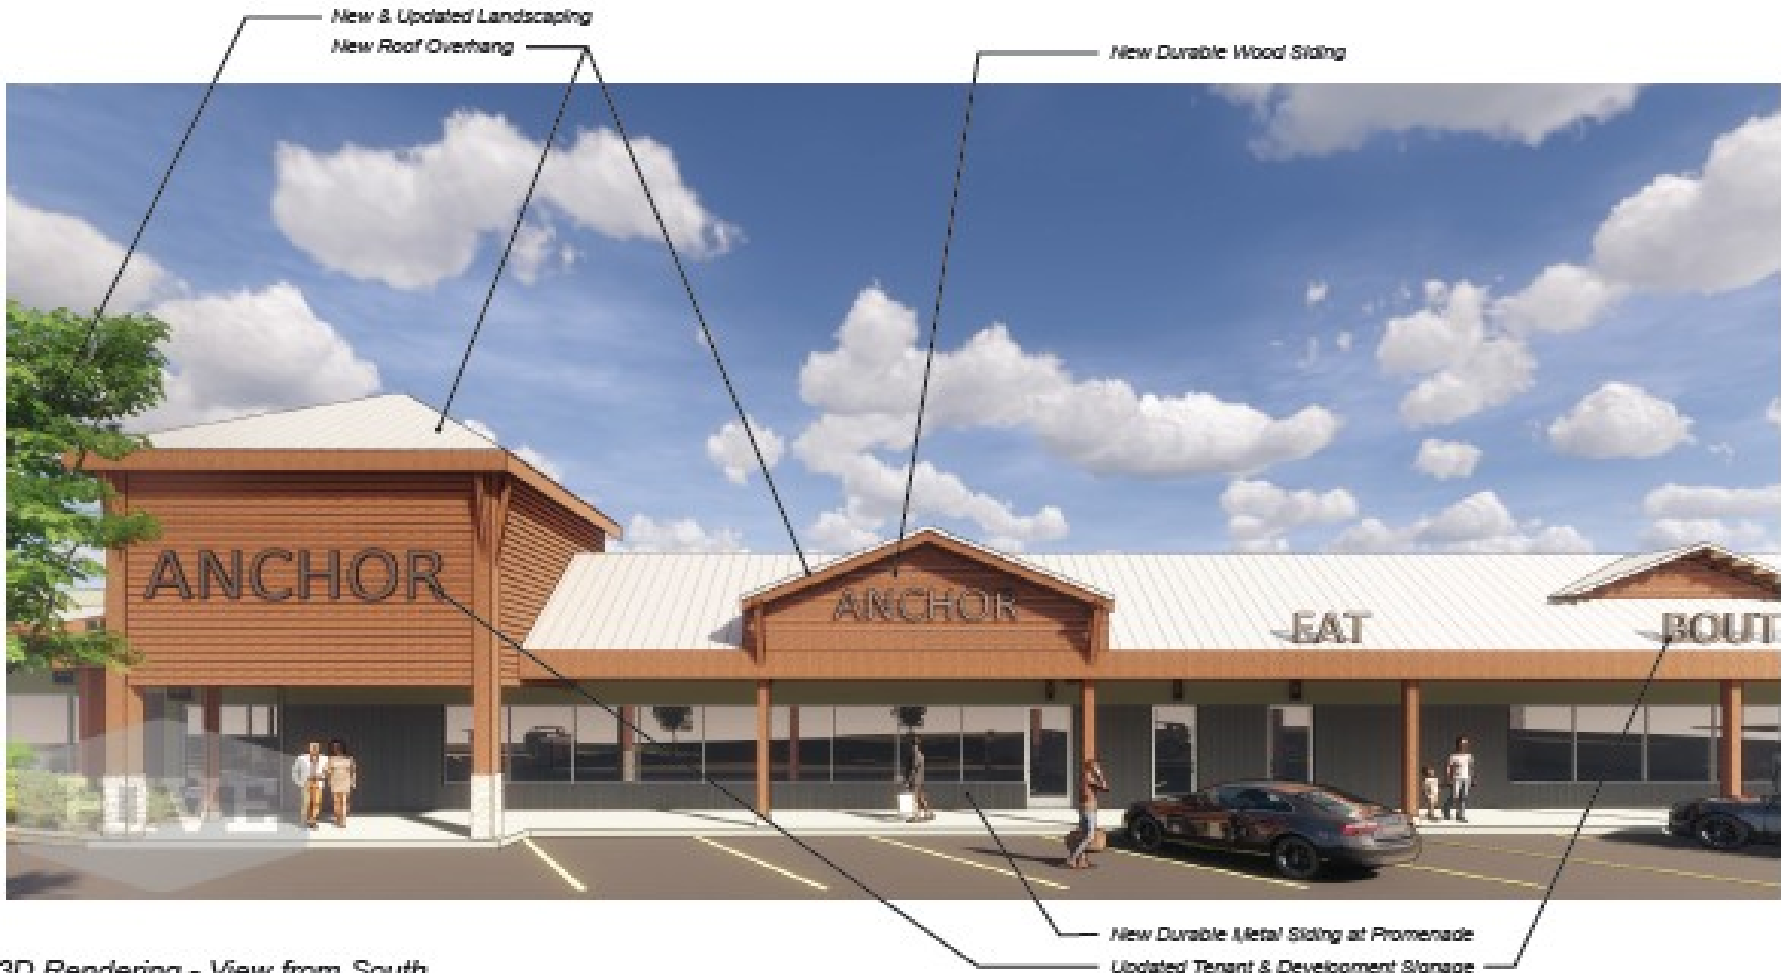 New & Updated Landscaping
New Roof Overhang
New Durable Wood Siding
ANCHOR
ANCHOR
EAT
BOUT
New Durable Metal Siding at Promenade
Updated Tenant & Development Signage
3D Rendering - View from South